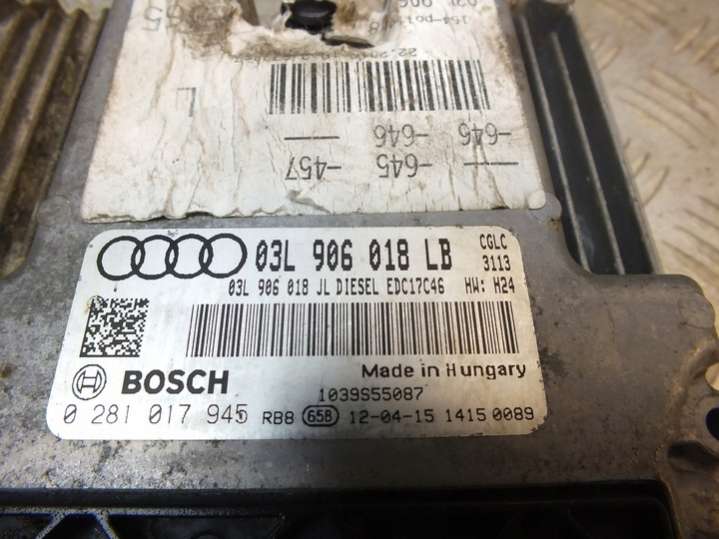 -646 -646
-645 -457
03L 906 018 LB CGLC
3113
03L 906 018 JL DIESEL EDC17C46 HW: H24
Made in Hungary
BOSCH 1039S55087
0 281 017 945 RB8 658 12-04-15 1415 0089